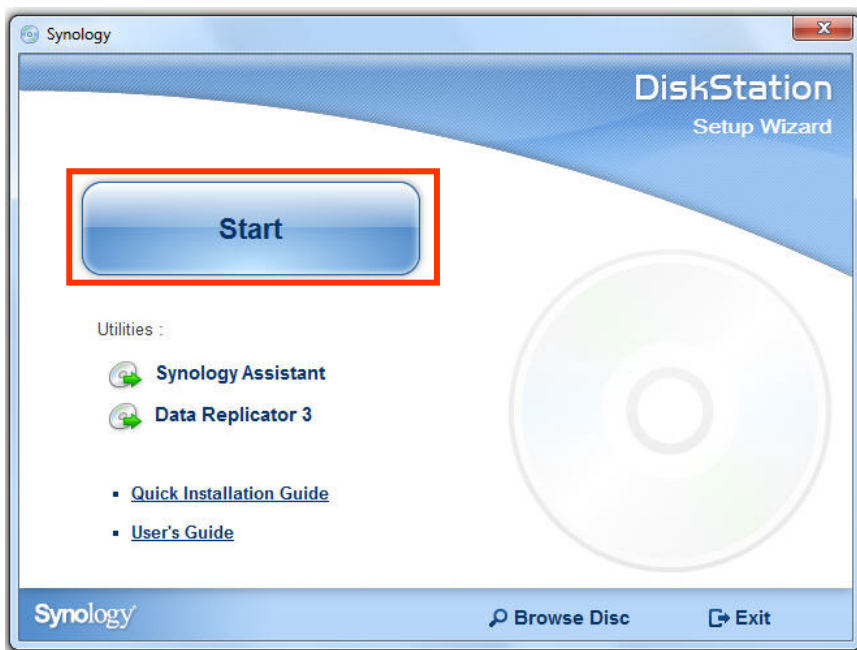 Synology
DiskStation
Setup Wizard
Start
Utilities :
Synology Assistant
Data Replicator 3
Quick Installation Guide
User's Guide
Synology
Browse Disc
Exit